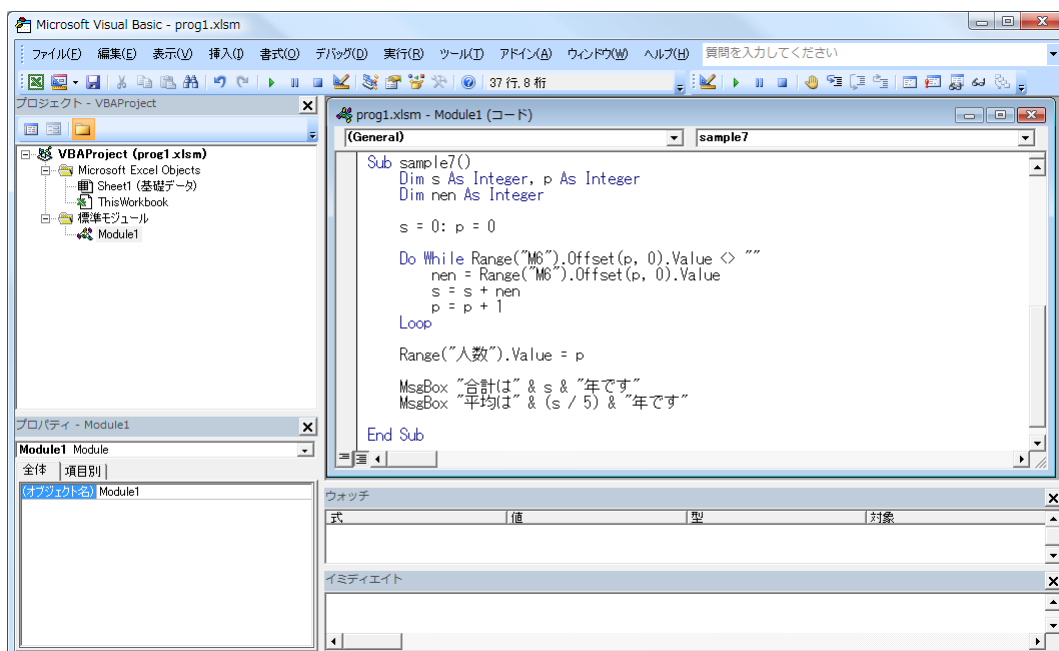 Microsoft Visual Basic - prog1.xlsm
ファイル(F) 編集(E) 表示(V) 挿入(I) 書式(O) デバッグ(D) 実行(R) ツール(T) アドイン(A) ウィンドウ(W) ヘルプ(H) 質問を入力してください
37 行, 8 桁
プロジェクト - VBAProject
VBAProject (prog1.xlsm)
Microsoft Excel Objects
Sheet1 (基礎データ)
ThisWorkbook
標準モジュール
Module1
プロパティ - Module1
Module1 Module
全体 項目別
(オブジェクト名) Module1
prog1.xlsm - Module1 (コード)
(General) sample7
Sub sample7()
Dim s As Integer, p As Integer
Dim nen As Integer
s = 0: p = 0
Do While Range("M6").Offset(p, 0).Value <> ""
nen = Range("M6").Offset(p, 0).Value
s = s + nen
p = p + 1
Loop
Range("人数").Value = p
MsgBox "合計は" & s & "年です"
MsgBox "平均は" & (s / 5) & "年です"
End Sub
ウォッチ
式 値 型 対象
イミディエイト